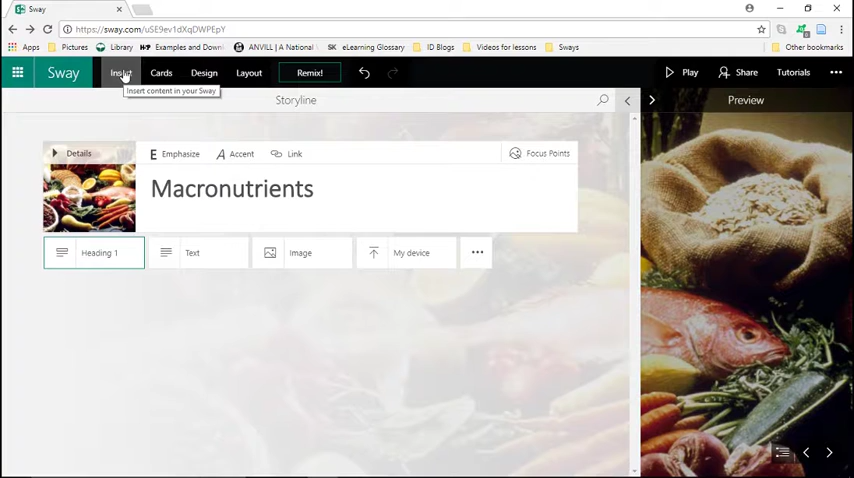 Sway
https://sway.com/uSE9ev1dXqDWPEpY
Apps Pictures Library Examples and Downl ANVILL | A National eLearning Glossary ID Blogs Videos for lessons Sways Other bookmarks
Sway Insert Cards Design Layout Remix! Play Share Tutorials
Insert content in your Sway
Storyline Preview
Details Emphasize Accent Link Focus Points
Macronutrients
Heading 1 Text Image My device